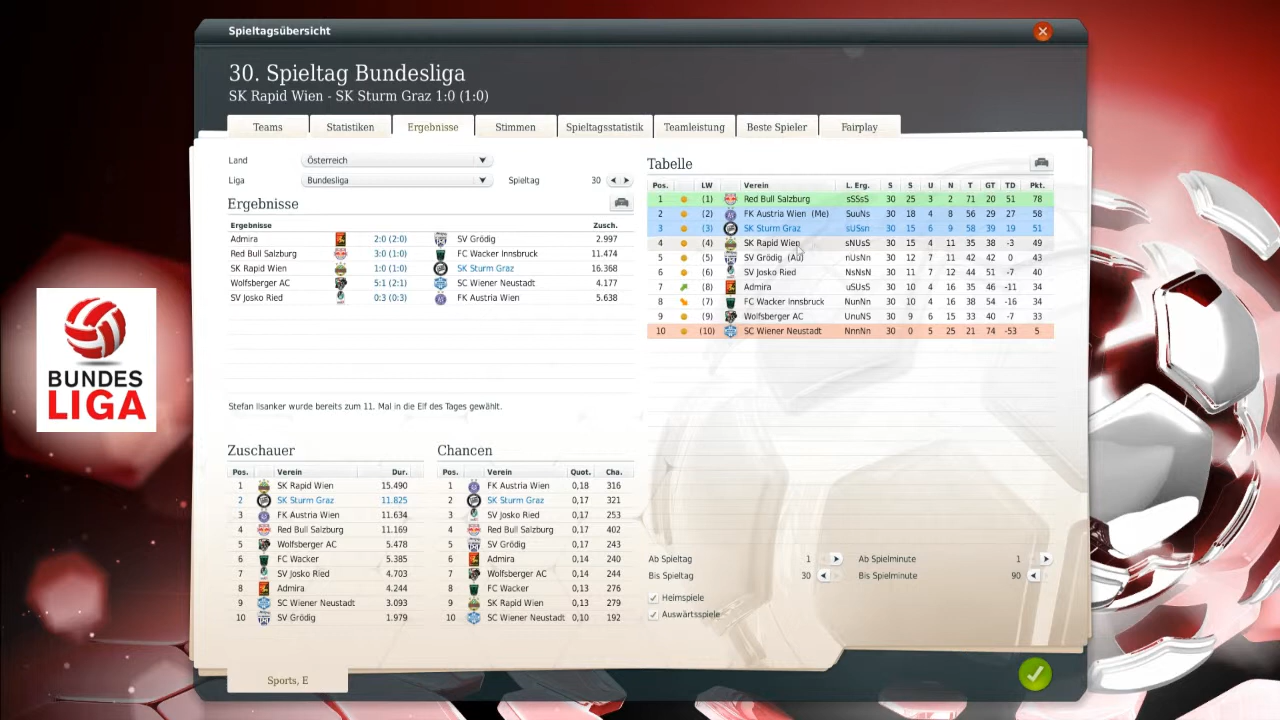 Spieltagsübersicht
30. Spieltag Bundesliga
SK Rapid Wien - SK Sturm Graz 1:0 (1:0)
Teams Statistiken Ergebnisse Stimmen Spieltagsstatistik Teamleistung Beste Spieler Fairplay
Land Österreich
Liga Bundesliga Spieltag 30
Ergebnisse
Ergebnisse Zusch.
Admira 2:0 (2:0) SV Grödig 2.997
Red Bull Salzburg 3:0 (1:0) FC Wacker Innsbruck 11.474
SK Rapid Wien 1:0 (1:0) SK Sturm Graz 16.368
Wolfsberger AC 5:1 (2:1) SC Wiener Neustadt 4.177
SV Josko Ried 0:3 (0:3) FK Austria Wien 5.638
Stefan Ilsanker wurde bereits zum 11. Mal in die Elf des Tages gewählt.
Zuschauer
Pos. Verein Dur.
1 SK Rapid Wien 15.490
2 SK Sturm Graz 11.825
3 FK Austria Wien 11.634
4 Red Bull Salzburg 11.169
5 Wolfsberger AC 5.478
6 FC Wacker 5.385
7 SV Josko Ried 4.703
8 Admira 4.244
9 SC Wiener Neustadt 3.093
10 SV Grödig 1.979
Chancen
Pos. Verein Quot. Cha.
1 FK Austria Wien 0,18 316
2 SK Sturm Graz 0,17 321
3 SV Josko Ried 0,17 253
4 Red Bull Salzburg 0,17 402
5 SV Grödig 0,17 243
6 Admira 0,14 240
7 Wolfsberger AC 0,14 244
8 FC Wacker 0,13 276
9 SK Rapid Wien 0,13 279
10 SC Wiener Neustadt 0,10 192
Tabelle
Pos. LW Verein L. Erg. S S U N T GT TD Pkt.
1 (1) Red Bull Salzburg sSSsS 30 25 3 2 71 20 51 78
2 (2) FK Austria Wien (Me) SuuNs 30 18 4 8 56 29 27 58
3 (3) SK Sturm Graz sUSsn 30 15 6 9 58 39 19 51
4 (4) SK Rapid Wien sNUsS 30 15 4 11 35 38 -3 49
5 (5) SV Grödig (Au) nUsNn 30 12 7 11 42 42 0 43
6 (6) SV Josko Ried NsNsN 30 11 7 12 44 51 -7 40
7 (8) Admira uSUsS 30 10 4 16 35 46 -11 34
8 (7) FC Wacker Innsbruck NunNn 30 10 4 16 38 54 -16 34
9 (9) Wolfsberger AC UnuNS 30 9 6 15 33 40 -7 33
10 (10) SC Wiener Neustadt NnnNn 30 0 5 25 21 74 -53 5
Ab Spieltag 1 Ab Spielminute 1
Bis Spieltag 30 Bis Spielminute 90
Heimspiele
Auswärtsspiele
Sports, E
BUNDES
LIGA